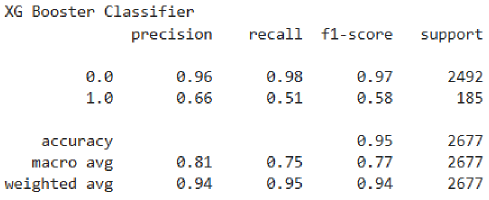 XG Booster Classifier
precision recall f1-score support
0.0 0.96 0.98 0.97 2492
1.0 0.66 0.51 0.58 185
accuracy 0.95 2677
macro avg 0.81 0.75 0.77 2677
weighted avg 0.94 0.95 0.94 2677